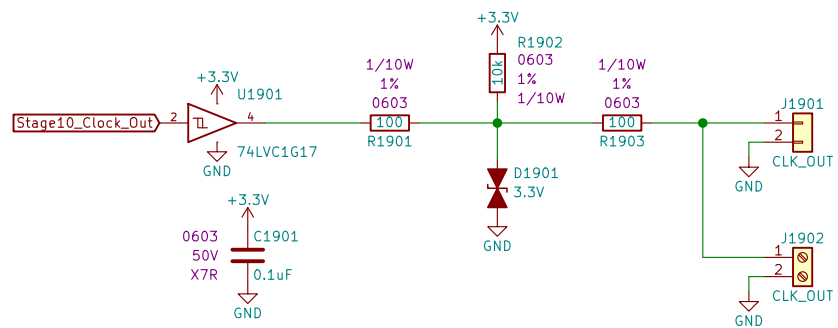 +3.3V
R1902
0603
1%
1/10W
10k
1/10W
1%
0603
100
R1901
1/10W
1%
0603
100
R1903
+3.3V
U1901
Stage10_Clock_Out
2
4
74LVC1G17
GND
D1901
3.3V
GND
J1901
1
2
CLK_OUT
GND
+3.3V
0603
50V
X7R
C1901
0.1uF
GND
J1902
1
2
CLK_OUT
GND